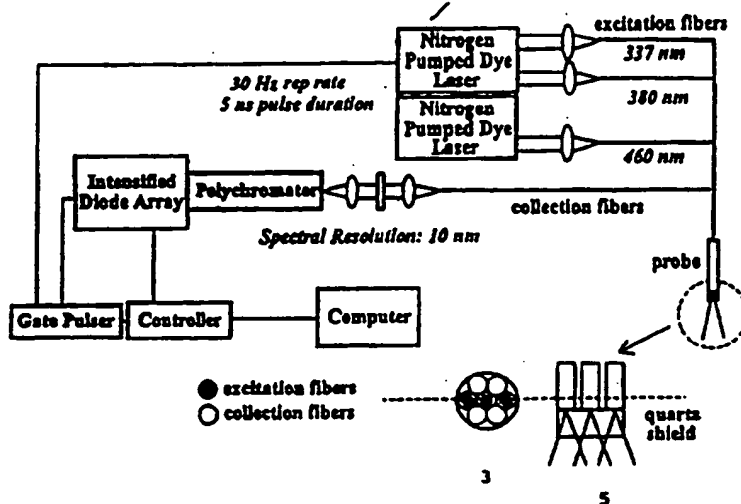 excitation fibers
Nitrogen
Pumped Dye
Laser
337 nm
380 nm
30 Hz rep rate
5 ns pulse duration
Nitrogen
Pumped Dye
Laser
460 nm
Intensified
Diode Array
Polychromator
collection fibers
Spectral Resolution: 10 nm
probe
Gate Pulser
Controller
Computer
excitation fibers
collection fibers
quartz
shield
3
5